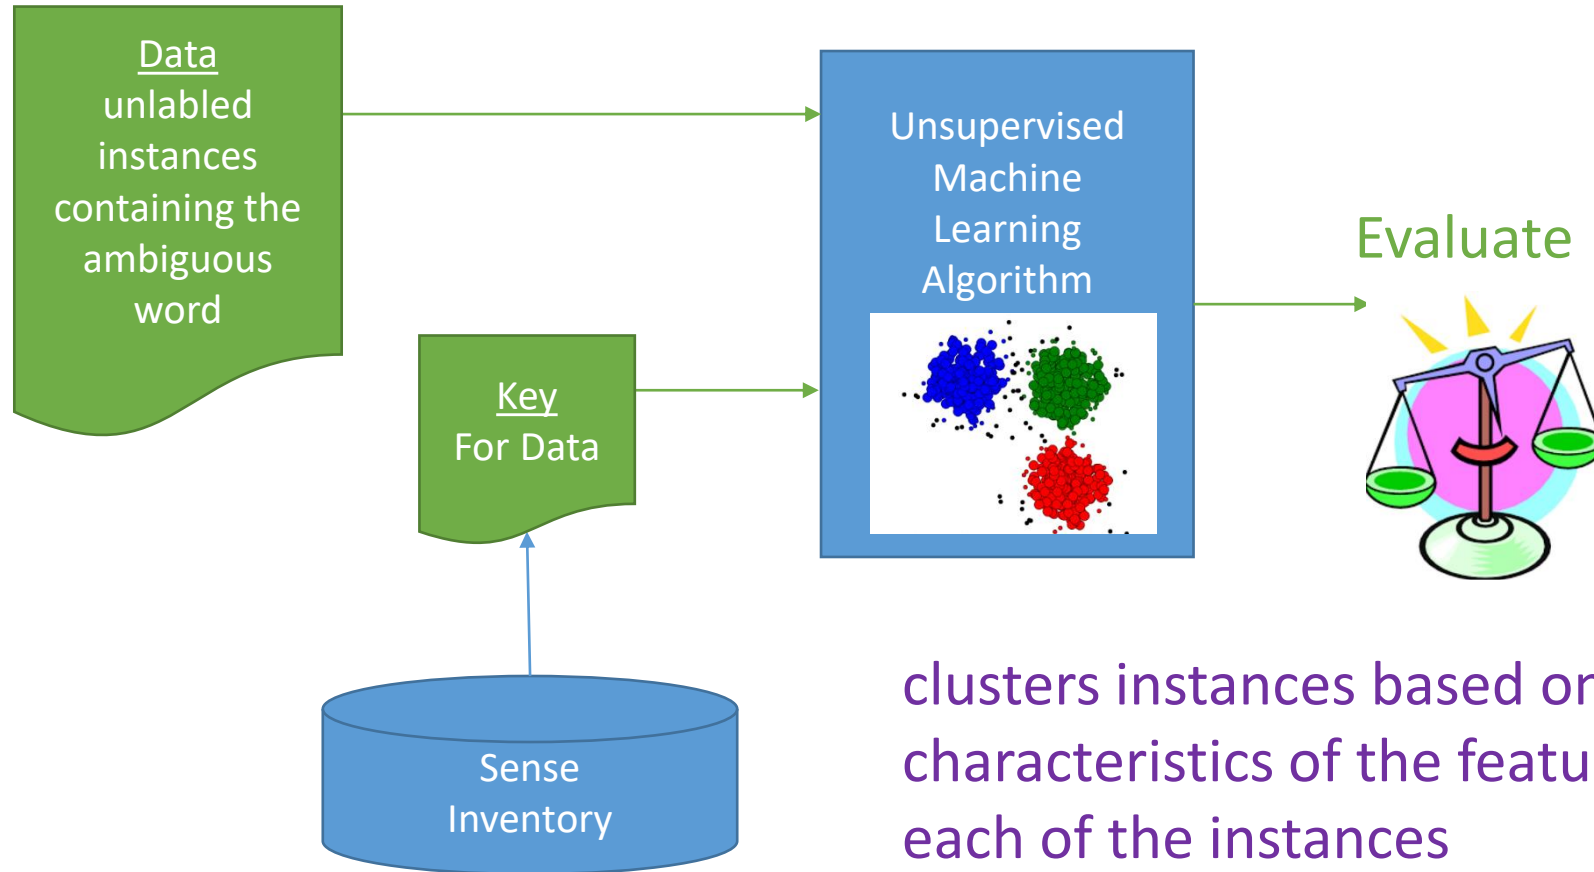 Data
unlabled
instances
containing the
ambiguous
word
Unsupervised
Machine
Learning
Algorithm
Evaluate
Key
For Data
Sense
Inventory
clusters instances based on
characteristics of the featu
each of the instances